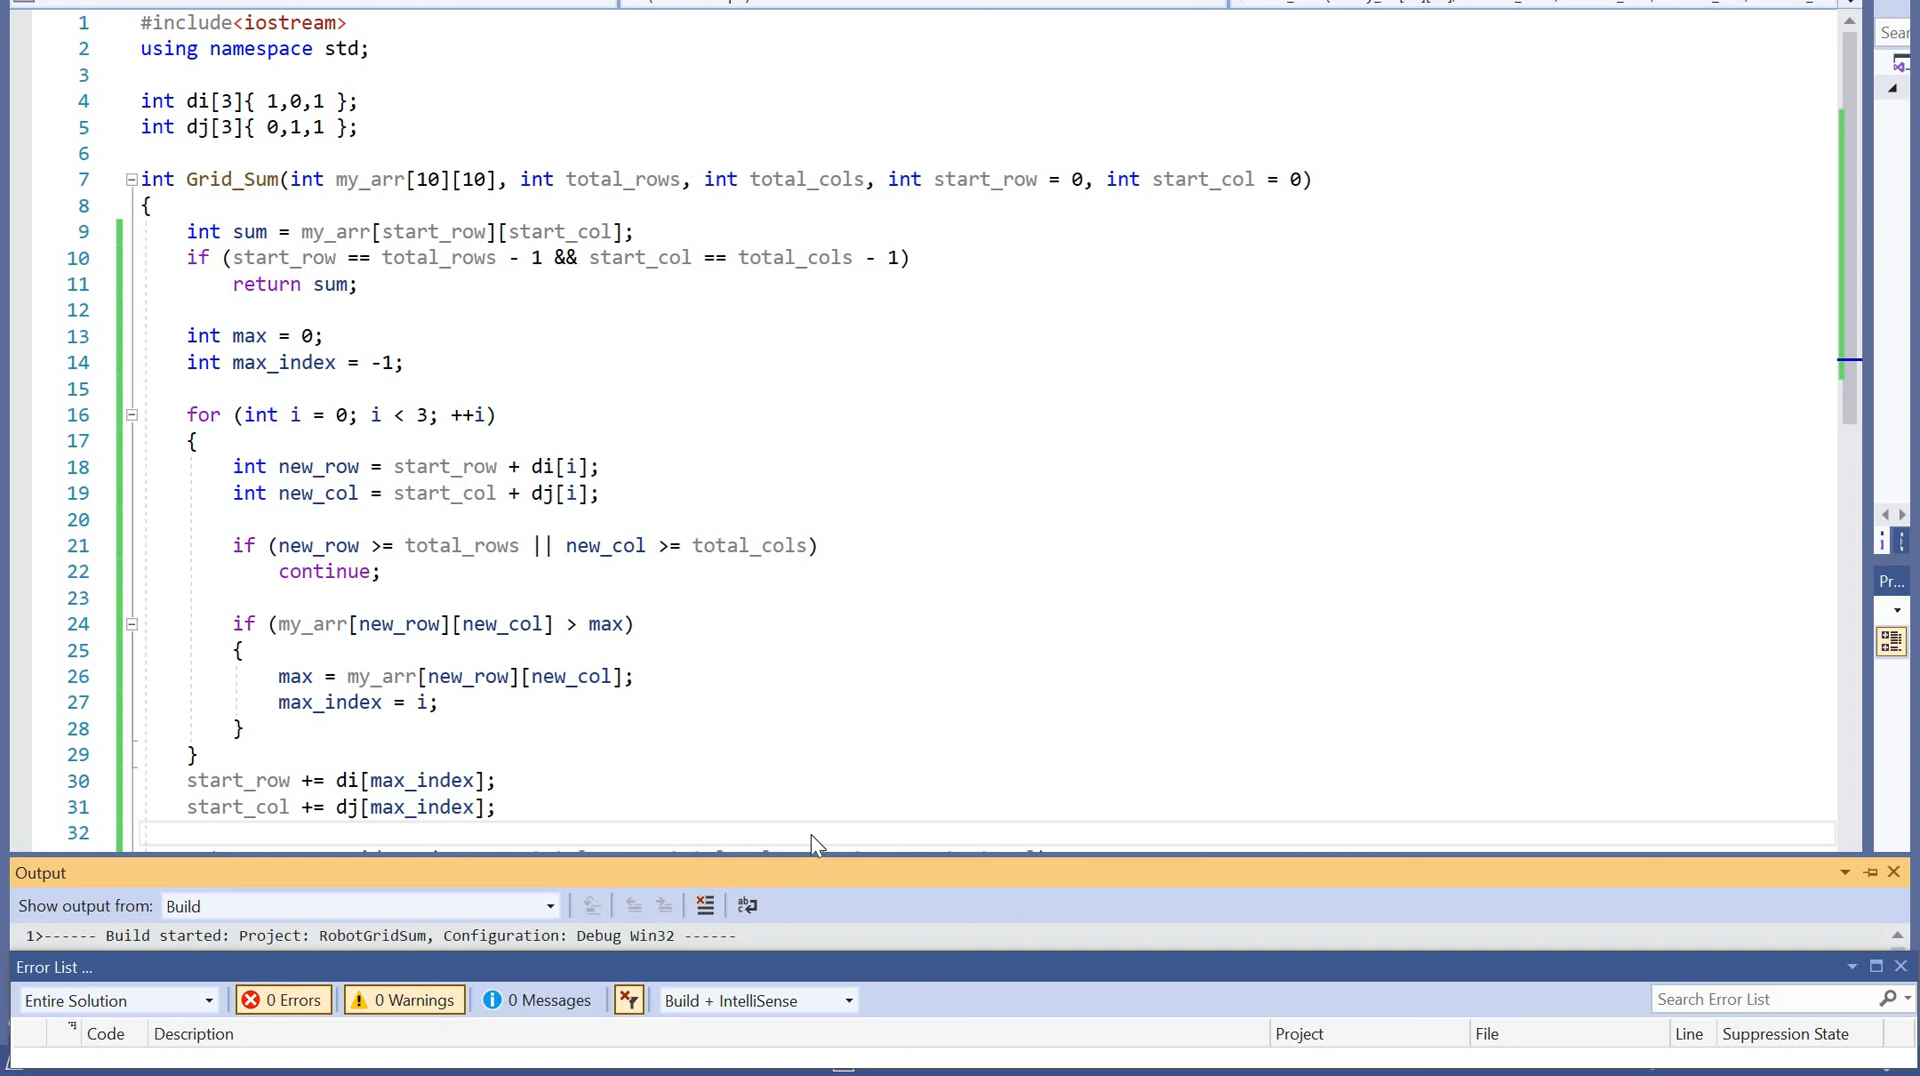 1 #include<iostream>
2 using namespace std;
3
4 int di[3]{ 1,0,1 };
5 int dj[3]{ 0,1,1 };
6
7 int Grid_Sum(int my_arr[10][10], int total_rows, int total_cols, int start_row = 0, int start_col = 0)
8 {
9 int sum = my_arr[start_row][start_col];
10 if (start_row == total_rows - 1 && start_col == total_cols - 1)
11 return sum;
12
13 int max = 0;
14 int max_index = -1;
15
16 for (int i = 0; i < 3; ++i)
17 {
18 int new_row = start_row + di[i];
19 int new_col = start_col + dj[i];
20
21 if (new_row >= total_rows || new_col >= total_cols)
22 continue;
23
24 if (my_arr[new_row][new_col] > max)
25 {
26 max = my_arr[new_row][new_col];
27 max_index = i;
28 }
29 }
30 start_row += di[max_index];
31 start_col += dj[max_index];
32
Sear
Pr...
Output
Show output from: Build
1>------ Build started: Project: RobotGridSum, Configuration: Debug Win32 ------
Error List ...
Entire Solution 0 Errors 0 Warnings 0 Messages Build + IntelliSense Search Error List
Code Description Project File Line Suppression State